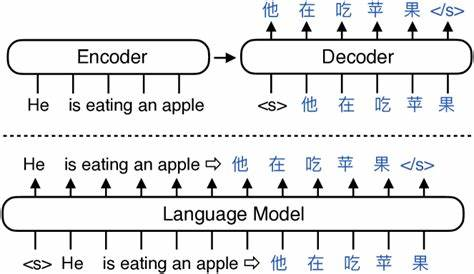 他 在 吃 苹 果 </s>
Encoder
Decoder
He is eating an apple
<s> 他 在 吃 苹 果
He is eating an apple ⇨ 他 在 吃 苹 果 </s>
Language Model
<s> He is eating an apple ⇨ 他 在 吃 苹 果